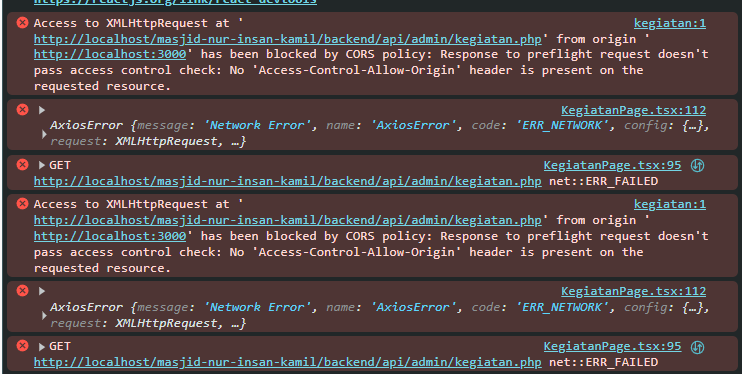 https://reactjs.org/link/react-devtools
Access to XMLHttpRequest at ' kegiatan:1
http://localhost/masjid-nur-insan-kamil/backend/api/admin/kegiatan.php' from origin '
http://localhost:3000' has been blocked by CORS policy: Response to preflight request doesn't
pass access control check: No 'Access-Control-Allow-Origin' header is present on the
requested resource.
KegiatanPage.tsx:112
AxiosError {message: 'Network Error', name: 'AxiosError', code: 'ERR_NETWORK', config: {…},
request: XMLHttpRequest, …}
GET KegiatanPage.tsx:95
http://localhost/masjid-nur-insan-kamil/backend/api/admin/kegiatan.php net::ERR_FAILED
Access to XMLHttpRequest at ' kegiatan:1
http://localhost/masjid-nur-insan-kamil/backend/api/admin/kegiatan.php' from origin '
http://localhost:3000' has been blocked by CORS policy: Response to preflight request doesn't
pass access control check: No 'Access-Control-Allow-Origin' header is present on the
requested resource.
KegiatanPage.tsx:112
AxiosError {message: 'Network Error', name: 'AxiosError', code: 'ERR_NETWORK', config: {…},
request: XMLHttpRequest, …}
GET KegiatanPage.tsx:95
http://localhost/masjid-nur-insan-kamil/backend/api/admin/kegiatan.php net::ERR_FAILED